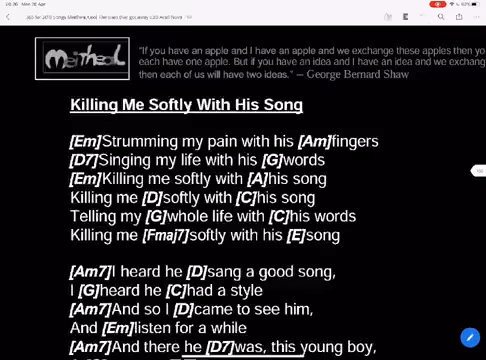 Meitheal
"If you have an apple and I have an apple and we exchange these apples then yo
each have one apple. But if you have an idea and I have an idea and we exchang
then each of us will have two ideas." – George Bernard Shaw
Killing Me Softly With His Song
[Em]Strumming my pain with his [Am]fingers
[D7]Singing my life with his [G]words
[Em]Killing me softly with [A]his song
Killing me [D]softly with [C]his song
Telling my [G]whole life with [C]his words
Killing me [Fmaj7]softly with his [E]song
[Am7]I heard he [D]sang a good song,
I [G]heard he [C]had a style
[Am7]And so I [D]came to see him,
And [Em]listen for a while
[Am7]And there he [D7]was, this young boy,